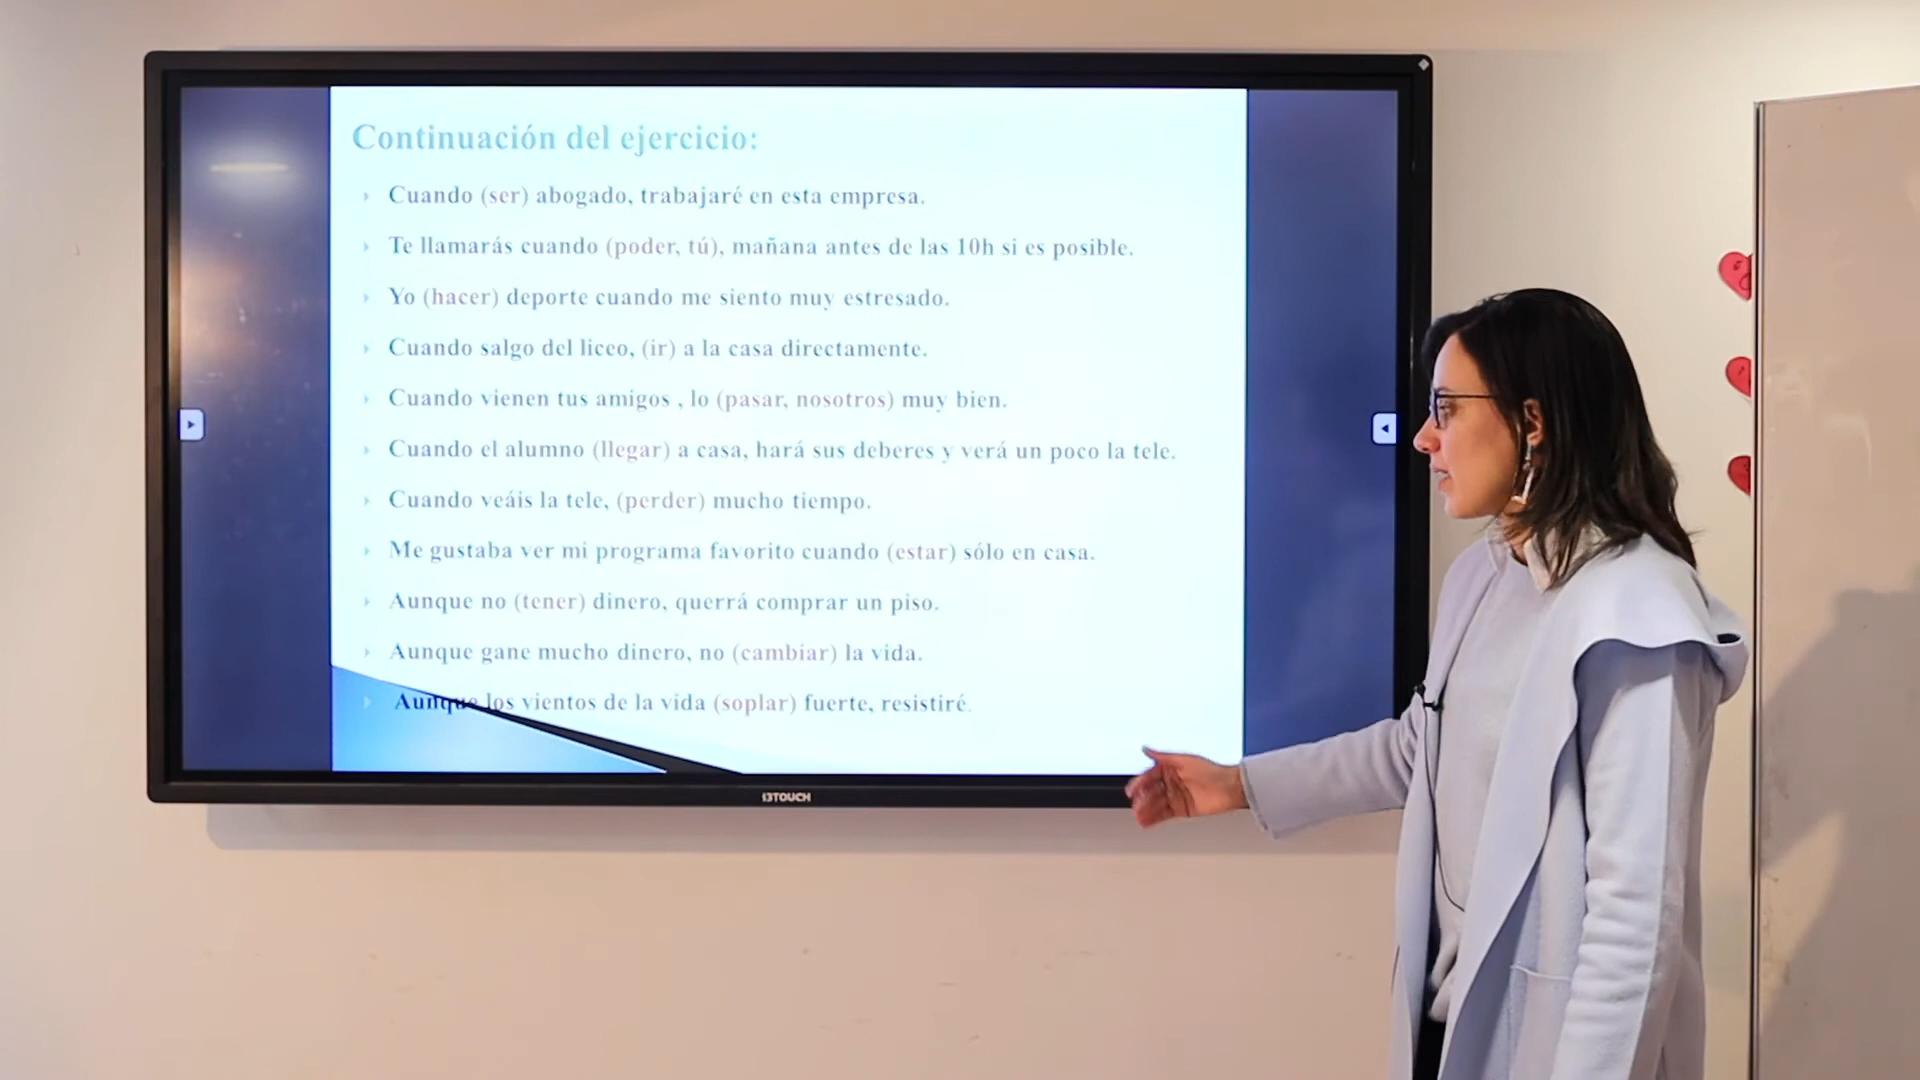 Continuación del ejercicio:
Cuando (ser) abogado, trabajaré en esta empresa.
Te llamarás cuando (poder, tú), mañana antes de las 10h si es posible.
Yo (hacer) deporte cuando me siento muy estresado.
Cuando salgo del liceo, (ir) a la casa directamente.
Cuando vienen tus amigos , lo (pasar, nosotros) muy bien.
Cuando el alumno (llegar) a casa, hará sus deberes y verá un poco la tele.
Cuando veáis la tele, (perder) mucho tiempo.
Me gustaba ver mi programa favorito cuando (estar) sólo en casa.
Aunque no (tener) dinero, querrá comprar un piso.
Aunque gane mucho dinero, no (cambiar) la vida.
Aunque los vientos de la vida (soplar) fuerte, resistiré.
i3TOUCH